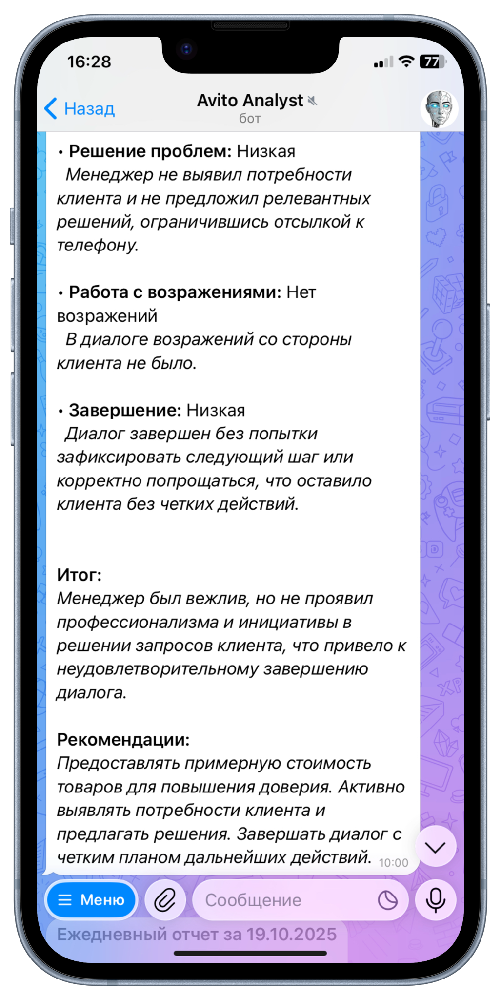 16:28
77
Назад
Avito Analyst
бот
• Решение проблем: Низкая
Менеджер не выявил потребности
клиента и не предложил релевантных
решений, ограничившись отсылкой к
телефону.
• Работа с возражениями: Нет
возражений
В диалоге возражений со стороны
клиента не было.
• Завершение: Низкая
Диалог завершен без попытки
зафиксировать следующий шаг или
корректно попрощаться, что оставило
клиента без четких действий.
Итог:
Менеджер был вежлив, но не проявил
профессионализма и инициативы в
решении запросов клиента, что привело к
неудовлетворительному завершению
диалога.
Рекомендации:
Предоставлять примерную стоимость
товаров для повышения доверия. Активно
выявлять потребности клиента и
предлагать решения. Завершать диалог с
четким планом дальнейших действий. 10:00
Меню
Сообщение
Ежедневный отчет за 19.10.2025